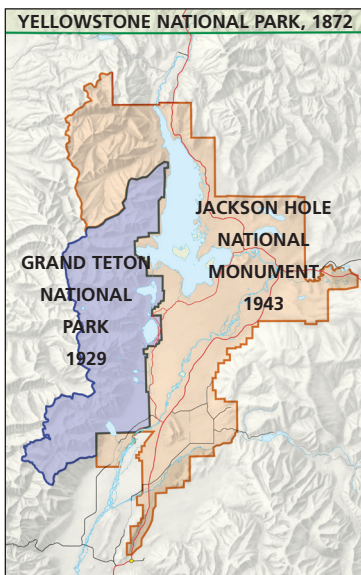 YELLOWSTONE NATIONAL PARK, 1872
JACKSON HOLE
NATIONAL
MONUMENT
1943
GRAND TETON
NATIONAL
PARK
1929